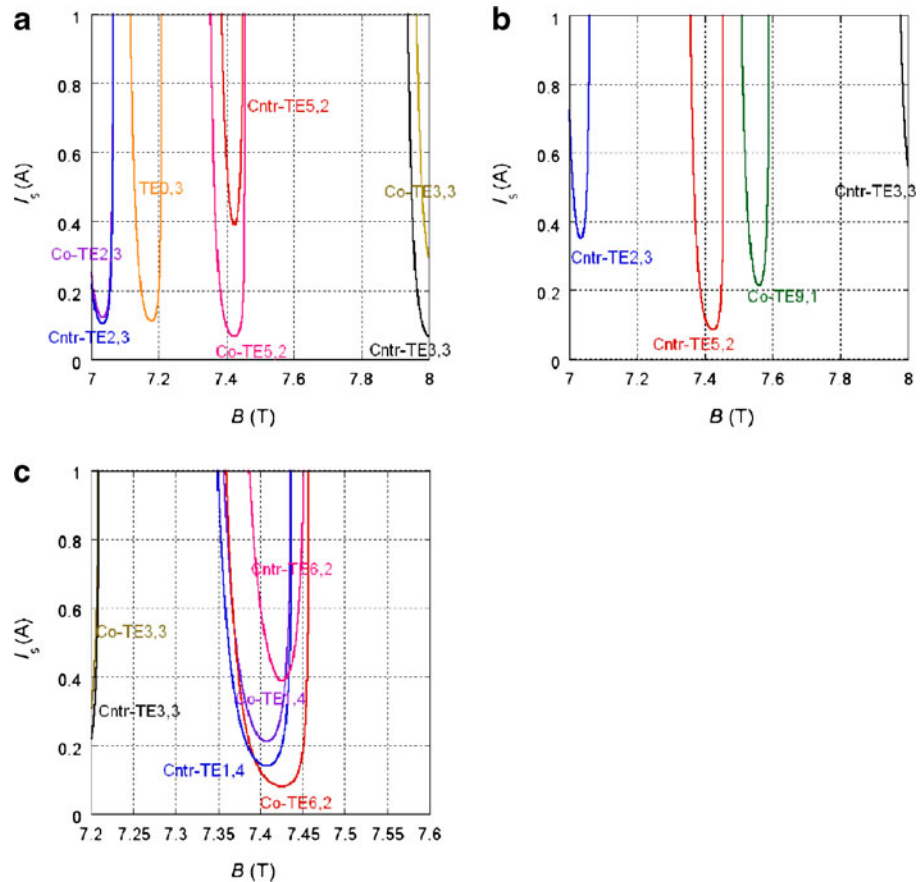 a
1
0.8
0.6
0.4
0.2
0
I_s (A)
Cntr-TE5,2
TE0,3
Co-TE3,3
Co-TE2,3
Cntr-TE2,3
Co-TE5,2
Cntr-TE3,3
7 7.2 7.4 7.6 7.8 8
B (T)
b
1
0.8
0.6
0.4
0.2
0
I_s (A)
Cntr-TE3,3
Cntr-TE2,3
Co-TE9,1
Cntr-TE5,2
7 7.2 7.4 7.6 7.8 8
B (T)
c
1
0.8
0.6
0.4
0.2
0
I_s (A)
Cntr-TE6,2
Co-TE3,3
Co-TE1,4
Cntr-TE3,3
Cntr-TE1,4
Co-TE6,2
7.2 7.25 7.3 7.35 7.4 7.45 7.5 7.55 7.6
B (T)